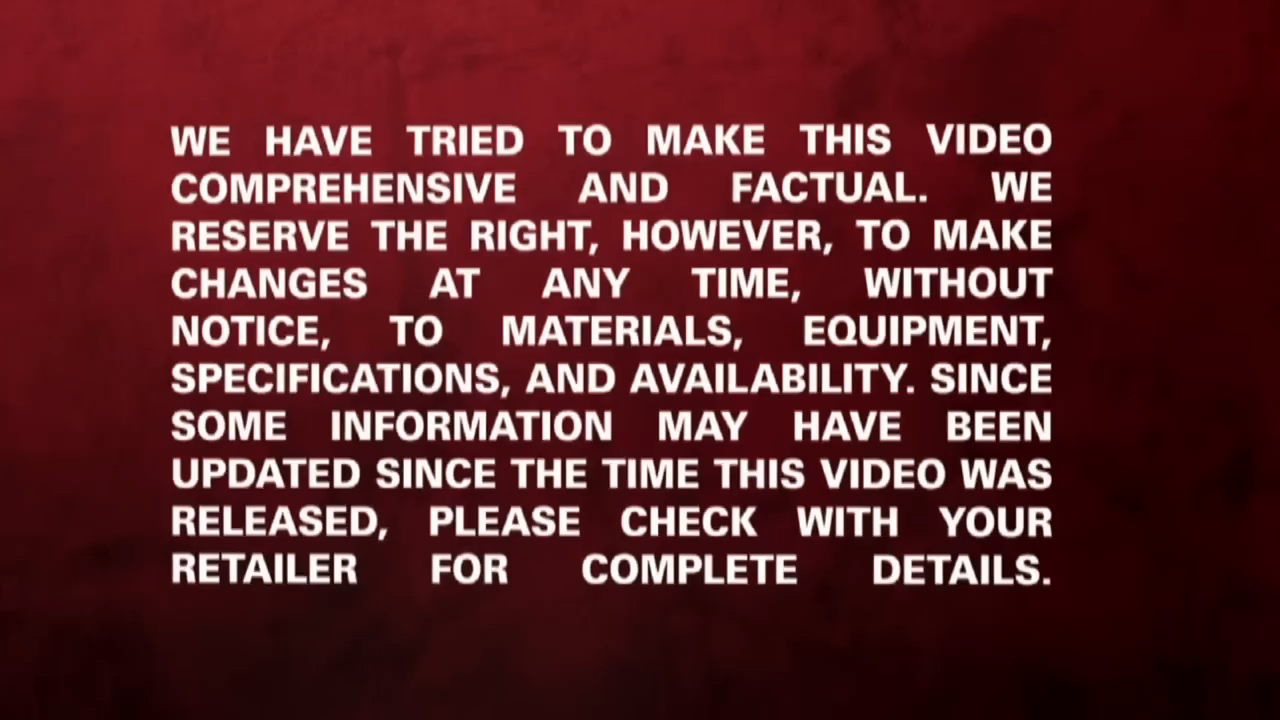 WE HAVE TRIED TO MAKE THIS VIDEO
COMPREHENSIVE AND FACTUAL. WE
RESERVE THE RIGHT, HOWEVER, TO MAKE
CHANGES AT ANY TIME, WITHOUT
NOTICE, TO MATERIALS, EQUIPMENT,
SPECIFICATIONS, AND AVAILABILITY. SINCE
SOME INFORMATION MAY HAVE BEEN
UPDATED SINCE THE TIME THIS VIDEO WAS
RELEASED, PLEASE CHECK WITH YOUR
RETAILER FOR COMPLETE DETAILS.